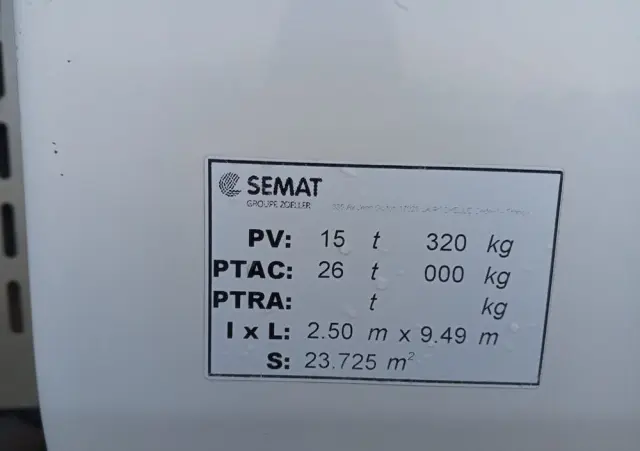 SEMAT
GROUPE ZOELLER
PV: 15 t 320 kg
PTAC: 26 t 000 kg
PTRA: t kg
l x L: 2.50 m x 9.49 m
S: 23.725 m²